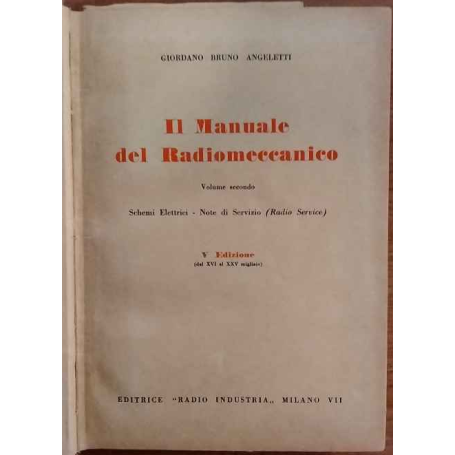 GIORDANO BRUNO ANGELETTI
Il Manuale
del Radiomeccanico
Volume secondo
Schemi Elettrici - Note di Servizio (Radio Service)
V Edizione
(dal XVI al XXV migliaio)
EDITRICE "RADIO INDUSTRIA„ MILANO VII